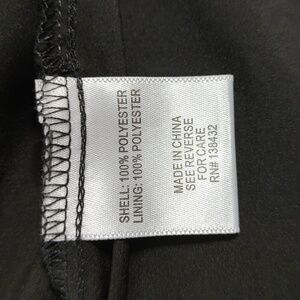 SHELL: 100% POLYESTER
LINING: 100% POLYESTER
MADE IN CHINA
SEE REVERSE
FOR CARE
RN# 138432